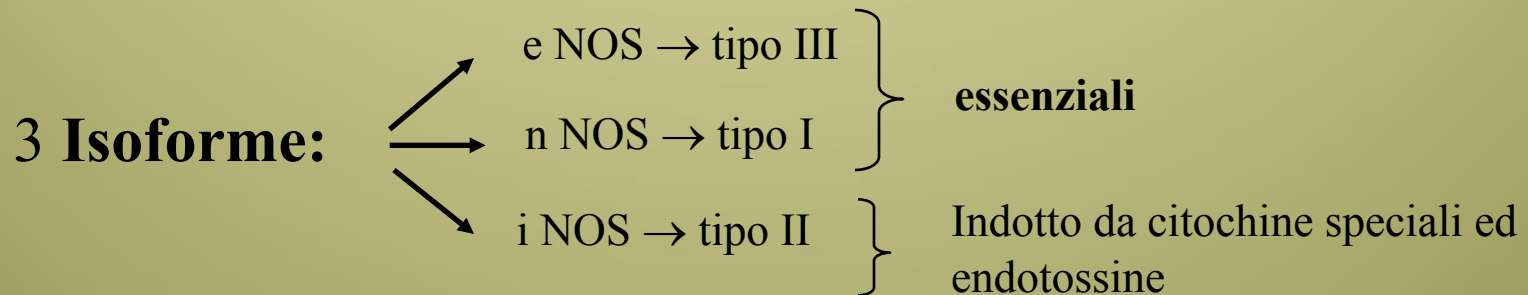 e NOS → tipo III
essenziali
3 Isoforme:
n NOS → tipo I
i NOS → tipo II
Indotto da citochine speciali ed
endotossine